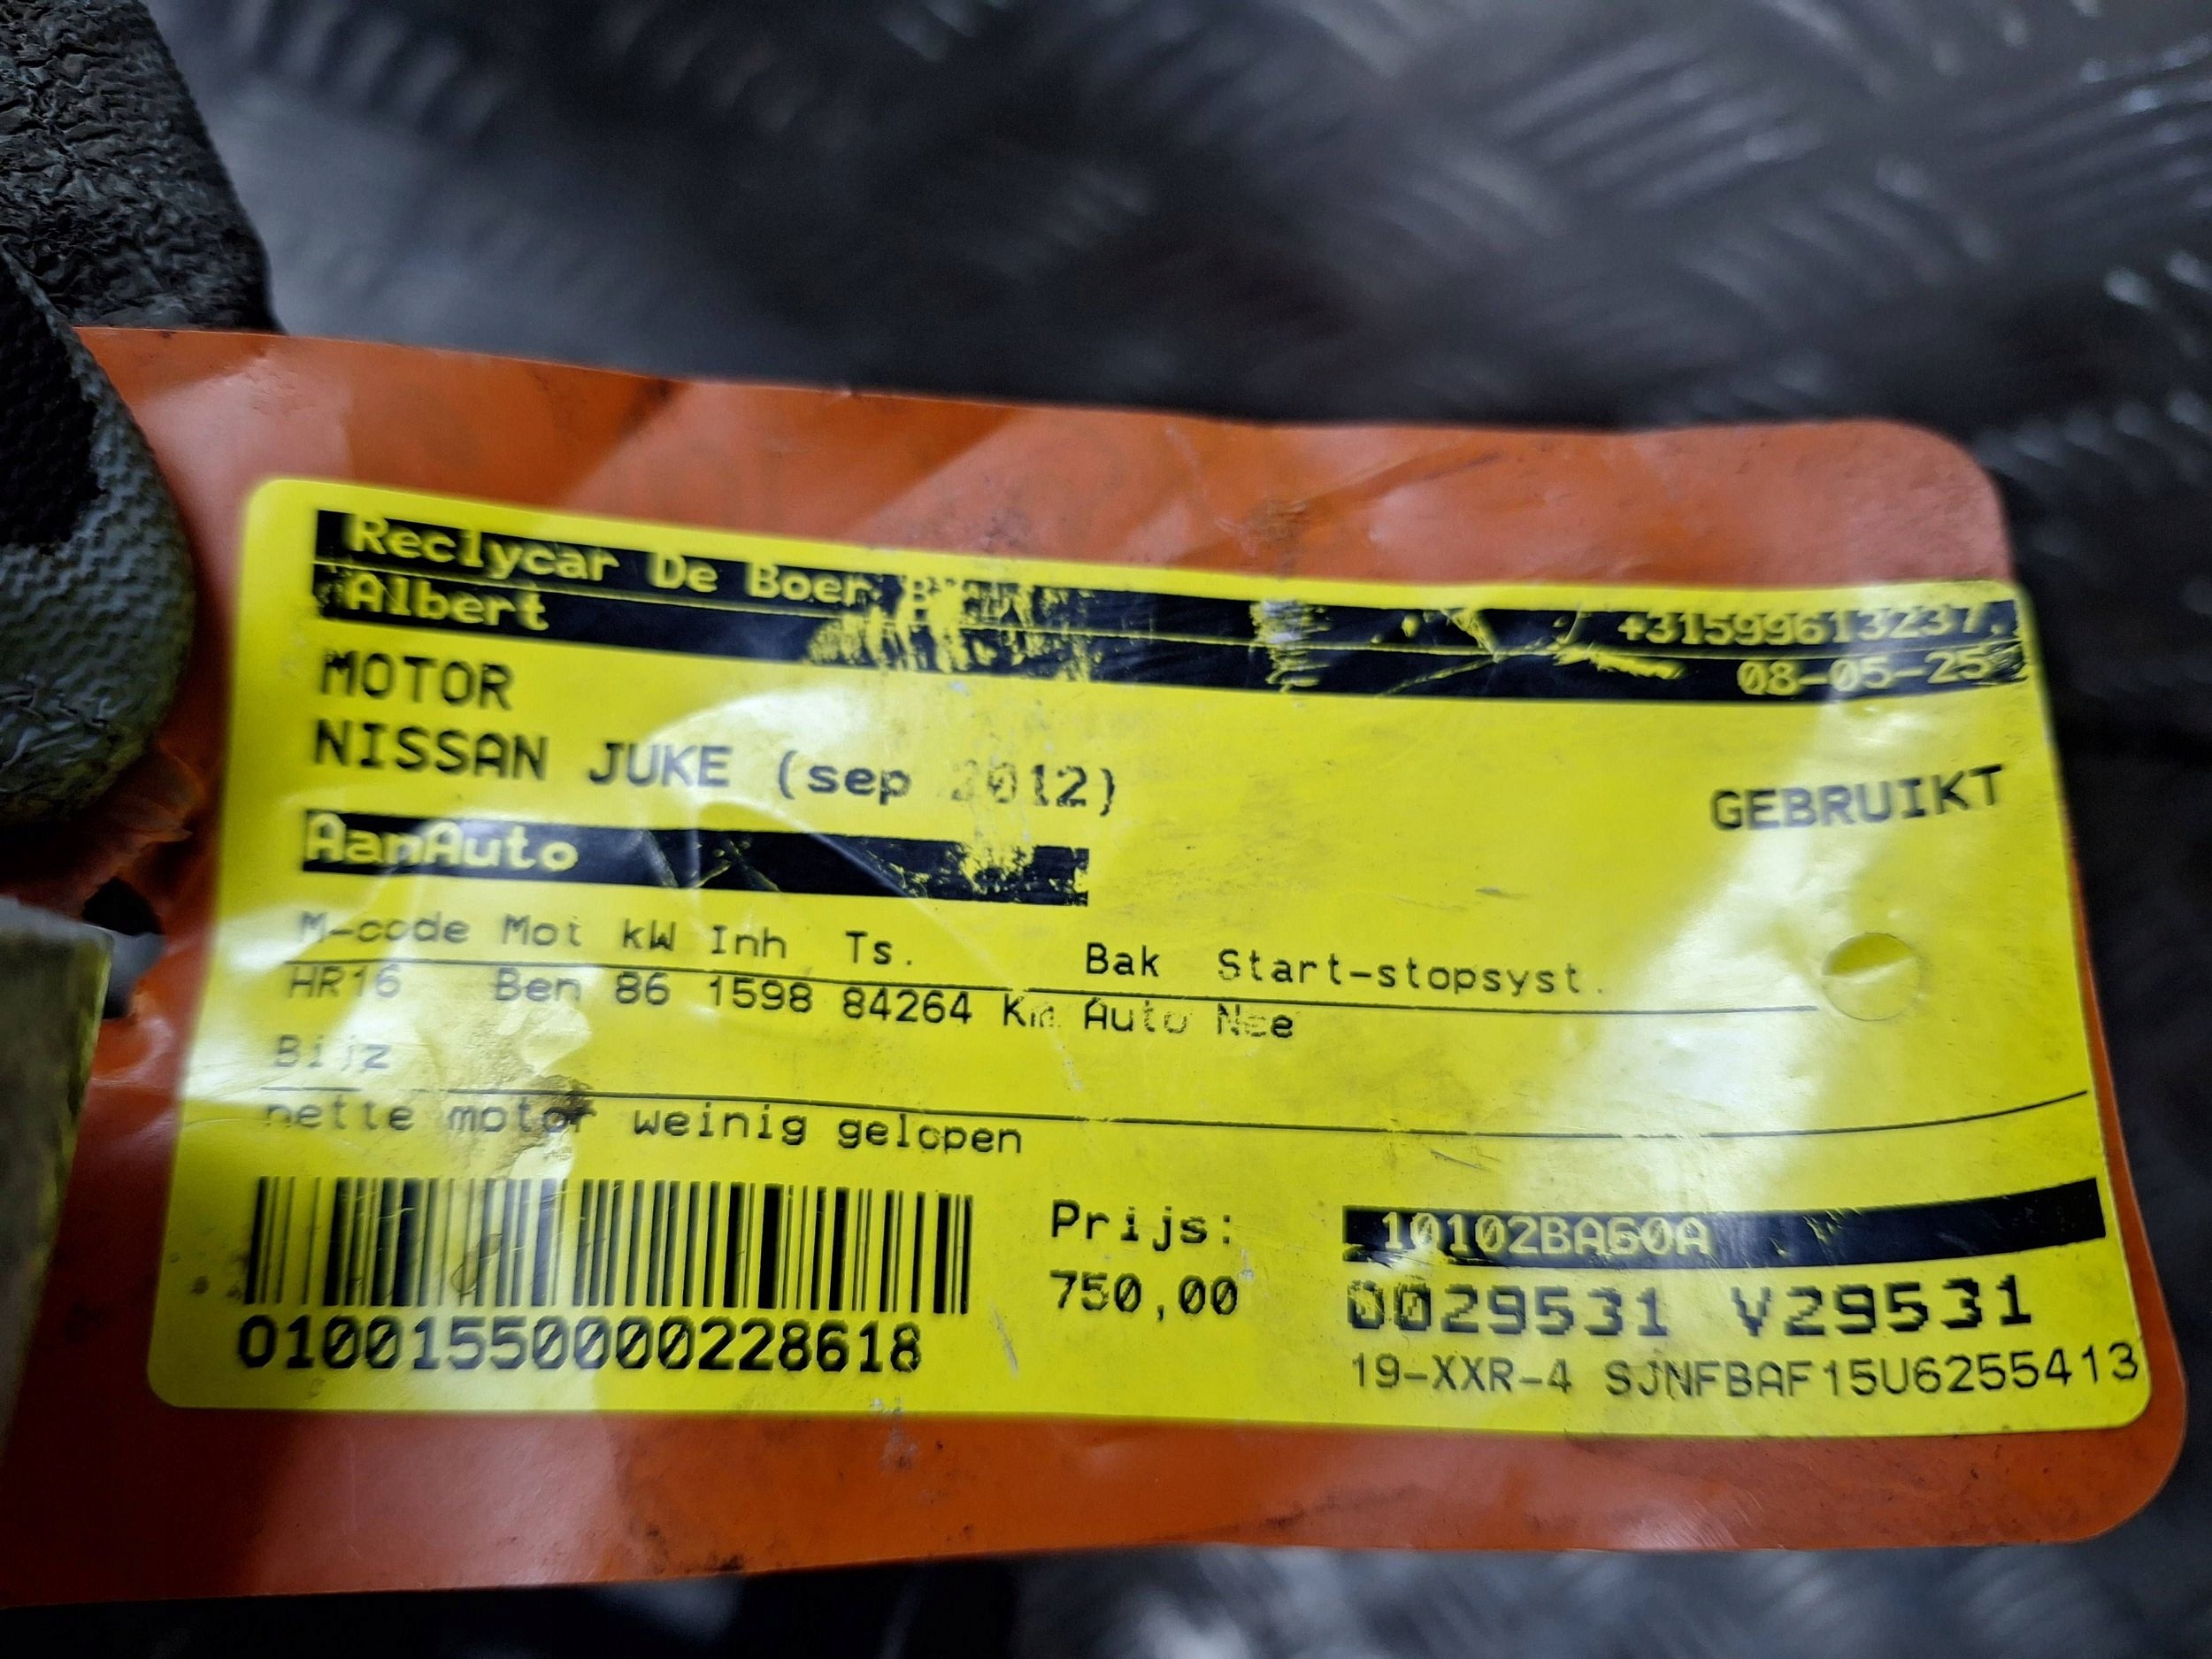 Reclycar De Boer
+31599613237.
Albert
08-05-25
MOTOR
NISSAN JUKE (sep 2012)
GEBRUIKT
AanAuto
M-code Mot kW Inh Ts. Bak Start-stopsyst.
HR16 Ben 86 1598 84264 Km Auto Nee
Bijz
nette motor weinig gelopen
Prijs:
10102BA60A
750,00
0029531 V29531
01001550000228618
19-XXR-4 SJNFBAF15U6255413